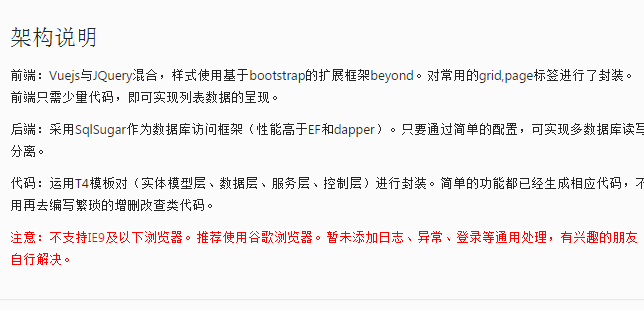 架构说明
前端：Vuejs与JQuery混合，样式使用基于bootstrap的扩展框架beyond。对常用的grid,page标签进行了封装。
前端只需少量代码，即可实现列表数据的呈现。
后端：采用SqlSugar作为数据库访问框架（性能高于EF和dapper）。只要通过简单的配置，可实现多数据库读写
分离。
代码：运用T4模板对（实体模型层、数据层、服务层、控制层）进行封装。简单的功能都已经生成相应代码，不
用再去编写繁琐的增删改查类代码。
注意：不支持IE9及以下浏览器。推荐使用谷歌浏览器。暂未添加日志、异常、登录等通用处理，有兴趣的朋友
自行解决。